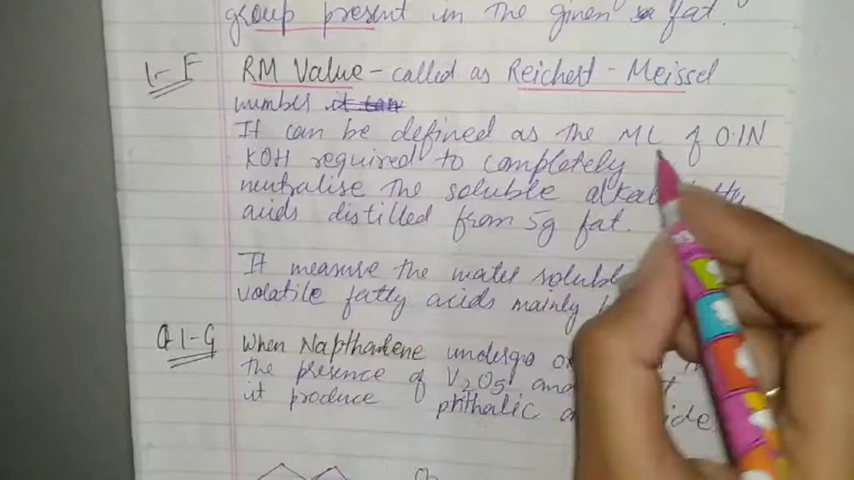 group present in the given fat.
1-F RM Value - called as Reichert - Meissel
number
It can be defined as the ML of 0.1N
KOH required to completely
neutralise the soluble
acids distilled from 5g fat.
It measure the water soluble
volatile fatty acids mainly
Q 1-G When Napthalene undergo
the presence of V2O5 and
it produce phthalic